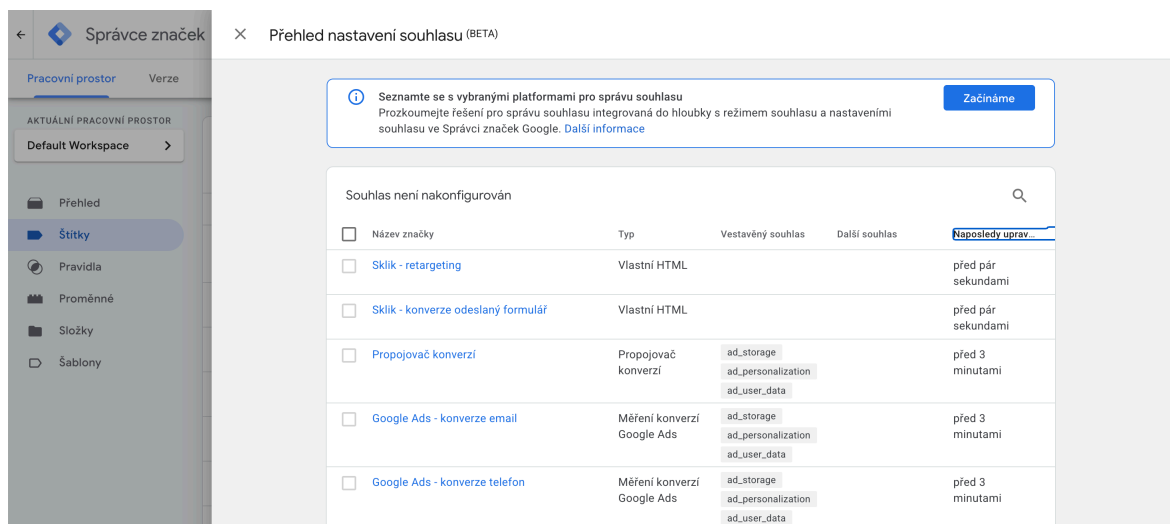 Správce značek
Přehled nastavení souhlasu (BETA)
Pracovní prostor
Verze
AKTUÁLNÍ PRACOVNÍ PROSTOR
Default Workspace
Přehled
Štítky
Pravidla
Proměnné
Složky
Šablony
Seznamte se s vybranými platformami pro správu souhlasu
Prozkoumejte řešení pro správu souhlasu integrovaná do hloubky s režimem souhlasu a nastaveními
souhlasu ve Správci značek Google. Další informace
Začínáme
Souhlas není nakonfigurován
Název značky Typ Vestavěný souhlas Další souhlas Naposledy uprav…
Sklik - retargeting Vlastní HTML před pár
sekundami
Sklik - konverze odeslaný formulář Vlastní HTML před pár
sekundami
Propojovač konverzí Propojovač ad_storage před 3
konverzí ad_personalization minutami
ad_user_data
Google Ads - konverze email Měření konverzí ad_storage před 3
Google Ads ad_personalization minutami
ad_user_data
Google Ads - konverze telefon Měření konverzí ad_storage před 3
Google Ads ad_personalization minutami
ad_user_data